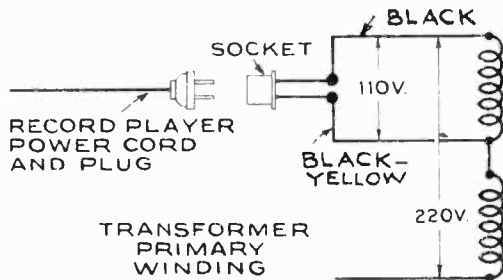 BLACK
SOCKET
110V.
RECORD PLAYER
POWER CORD
AND PLUG
BLACK-
YELLOW
220V.
TRANSFORMER
PRIMARY
WINDING